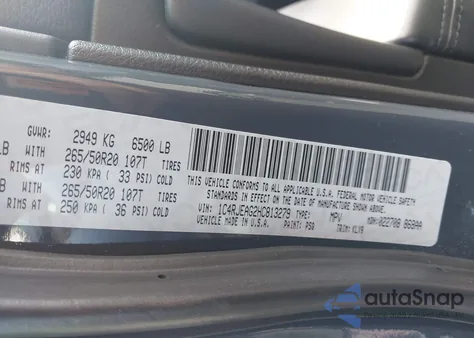 GVWR: 2949 KG 6500 LB
WITH 265/50R20 107T TIRES
RIMS AT 230 KPA ( 33 PSI) COLD
WITH 265/50R20 107T TIRES
RIMS AT 250 KPA ( 36 PSI) COLD
THIS VEHICLE CONFORMS TO ALL APPLICABLE U.S.A. FEDERAL MOTOR VEHICLE SAFETY
STANDARDS IN EFFECT ON THE DATE OF MANUFACTURE SHOWN ABOVE.
VIN: 1C4RJEAG2HC813279 TYPE: MPV
VEHICLE MADE IN U.S.A. PAINT: TRIM:
autoSnap